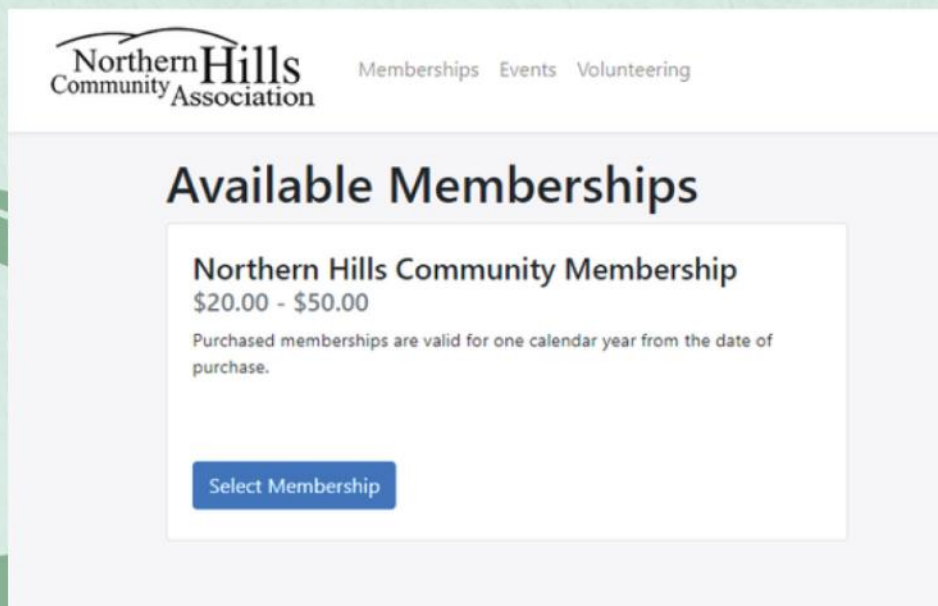 Northern Hills
Community Association
Memberships Events Volunteering
Available Memberships
Northern Hills Community Membership
$20.00 - $50.00
Purchased memberships are valid for one calendar year from the date of
purchase.
Select Membership